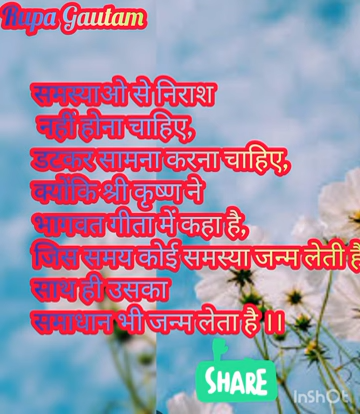 Rupa Gautam
समस्याओ से निराश
नहीं होना चाहिए,
डटकर सामना करना चाहिए,
क्योंकि श्री कृष्ण ने
भागवत गीता में कहा है,
जिस समय कोई समस्या जन्म लेती है
साथ ही उसका
समाधान भी जन्म लेता है ।।
SHARE
InShOt